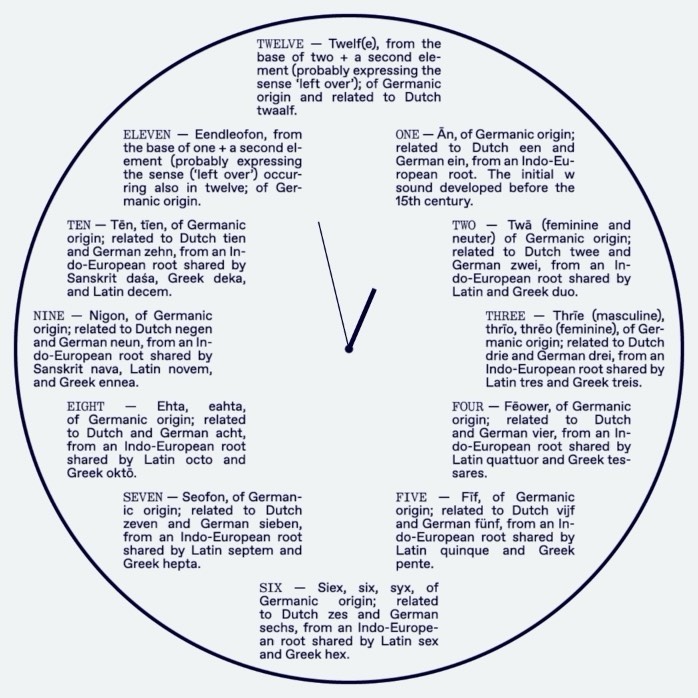 TWELVE — Twelf(e), from the
base of two + a second ele-
ment (probably expressing the
sense ‘left over’); of Germanic
origin and related to Dutch
twaalf.
ONE — Ān, of Germanic origin;
related to Dutch een and
German ein, from an Indo-Eu-
ropean root. The initial w
sound developed before the
15th century.
TWO — Twā (feminine and
neuter) of Germanic origin;
related to Dutch twee and
German zwei, from an In-
do-European root shared by
Latin and Greek duo.
THREE — Thrīe (masculine),
thrīo, thrēo (feminine), of Ger-
manic origin; related to Dutch
drie and German drei, from an
Indo-European root shared by
Latin tres and Greek treis.
FOUR — Fēower, of Germanic
origin; related to Dutch
and German vier, from an In-
do-European root shared by
Latin quattuor and Greek tes-
sares.
FIVE — Fīf, of Germanic
origin; related to Dutch vijf
and German fünf, from an In-
do-European root shared by
Latin quinque and Greek
pente.
SIX — Siex, six, syx, of
Germanic origin; related
to Dutch zes and German
sechs, from an Indo-Europe-
an root shared by Latin sex
and Greek hex.
SEVEN — Seofon, of German-
ic origin; related to Dutch
zeven and German sieben,
from an Indo-European root
shared by Latin septem and
Greek hepta.
EIGHT — Ehta, eahta,
of Germanic origin; related
to Dutch and German acht,
from an Indo-European root
shared by Latin octo and
Greek oktō.
NINE — Nigon, of Germanic
origin; related to Dutch negen
and German neun, from an In-
do-European root shared by
Sanskrit nava, Latin novem,
and Greek ennea.
TEN — Tēn, tīen, of Germanic
origin; related to Dutch tien
and German zehn, from an In-
do-European root shared by
Sanskrit daśa, Greek deka,
and Latin decem.
ELEVEN — Eendleofon, from
the base of one + a second el-
ement (probably expressing
the sense (‘left over’) occur-
ring also in twelve; of Ger-
manic origin.